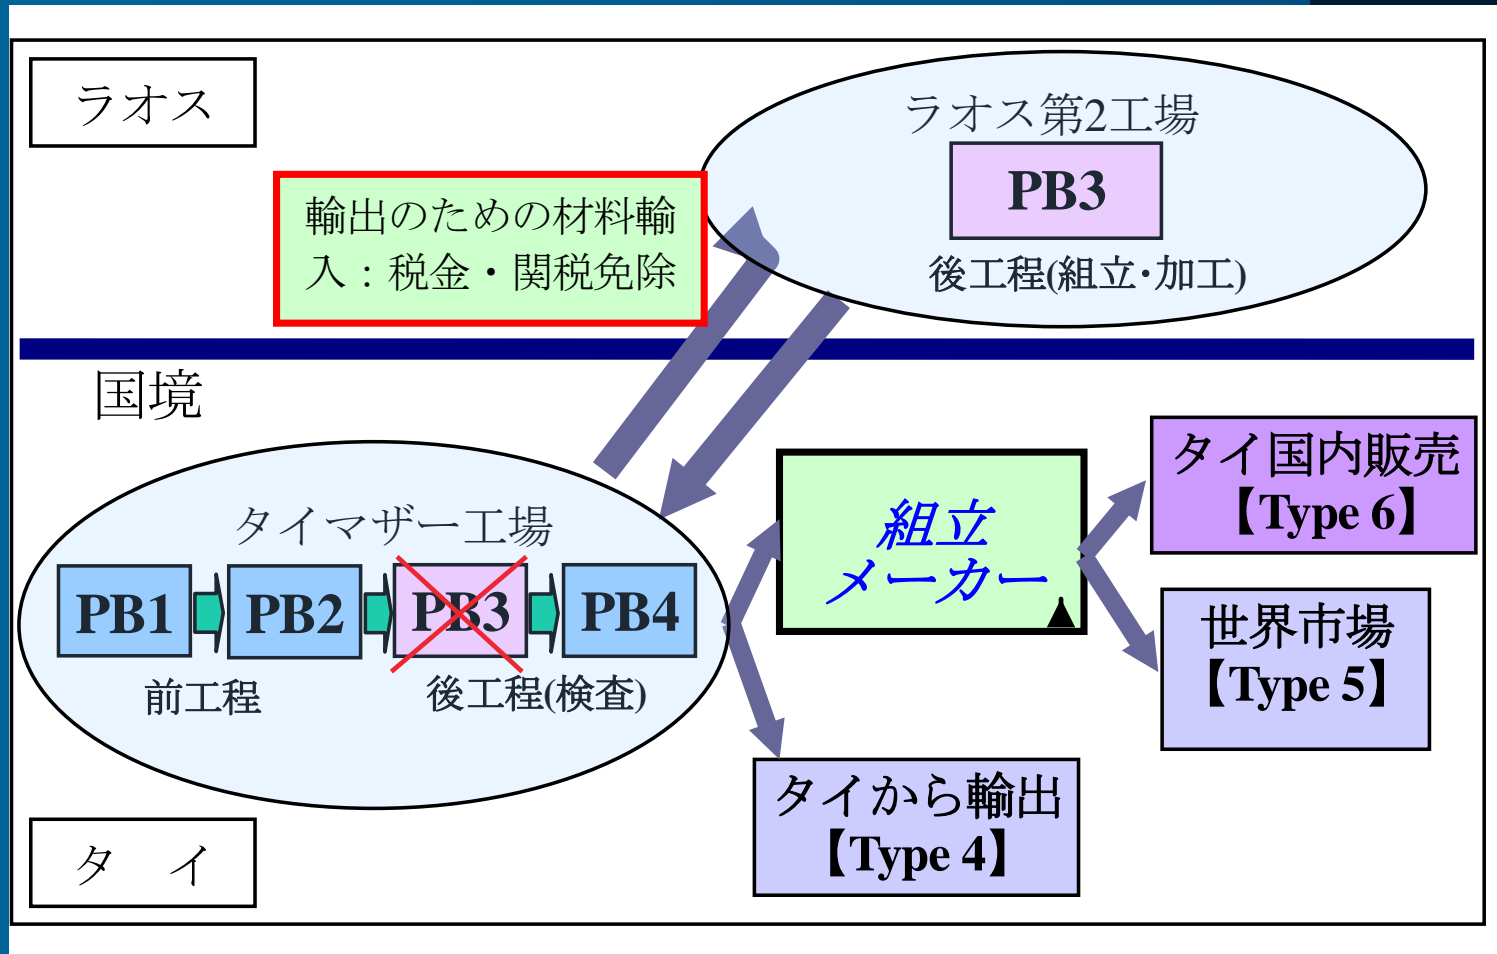 ラオス
ラオス第2工場
PB3
後工程(組立･加工)
輸出のための材料輸
入：税金・関税免除
国境
タイマザー工場
PB1
PB2
PB3
PB4
前工程
後工程(検査)
組立
メーカー
タイ国内販売
【Type 6】
世界市場
【Type 5】
タイから輸出
【Type 4】
タ　イ